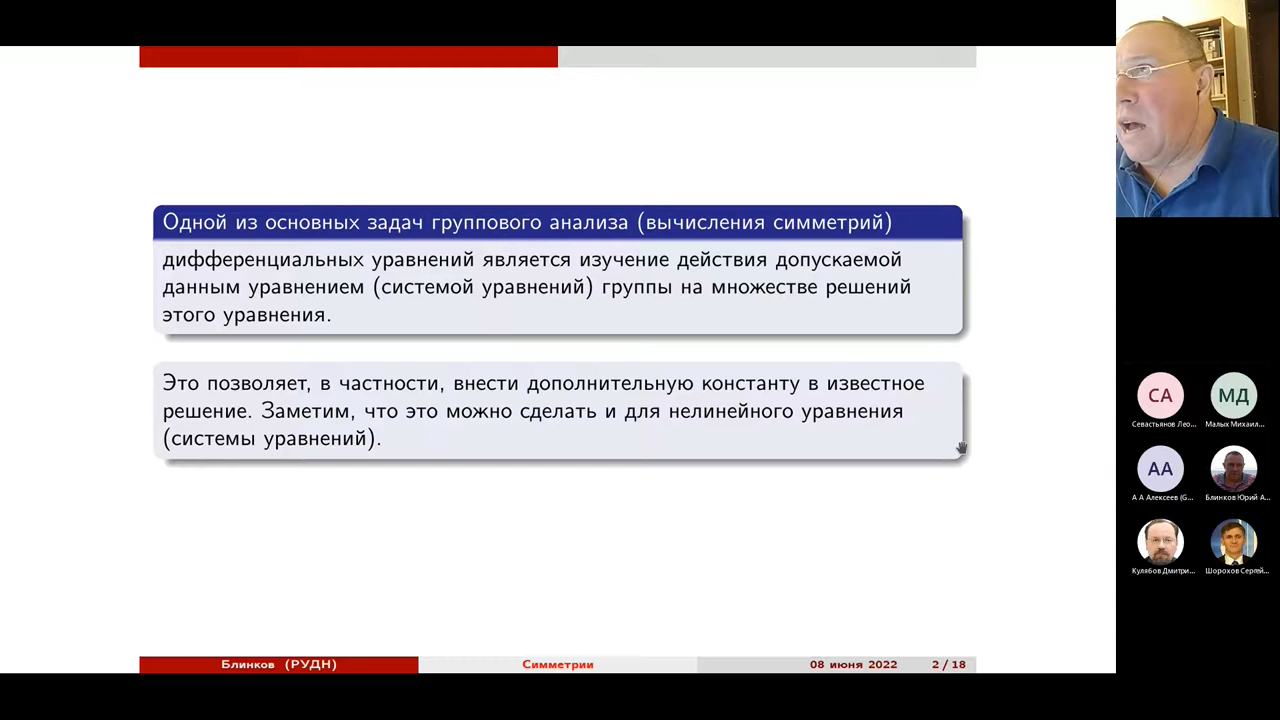 Одной из основных задач группового анализа (вычисления симметрий)
дифференциальных уравнений является изучение действия допускаемой
данным уравнением (системой уравнений) группы на множестве решений
этого уравнения.
Это позволяет, в частности, внести дополнительную константу в известное
решение. Заметим, что это можно сделать и для нелинейного уравнения
(системы уравнений).
Блинков (РУДН) Симметрии 08 июня 2022 2 / 18
СА МД
Севастьянов Лео... Малых Михаил...
АА
А А Алексеев (G... Блинков Юрий А...
Кулябов Дмитри... Шорохов Сергей...